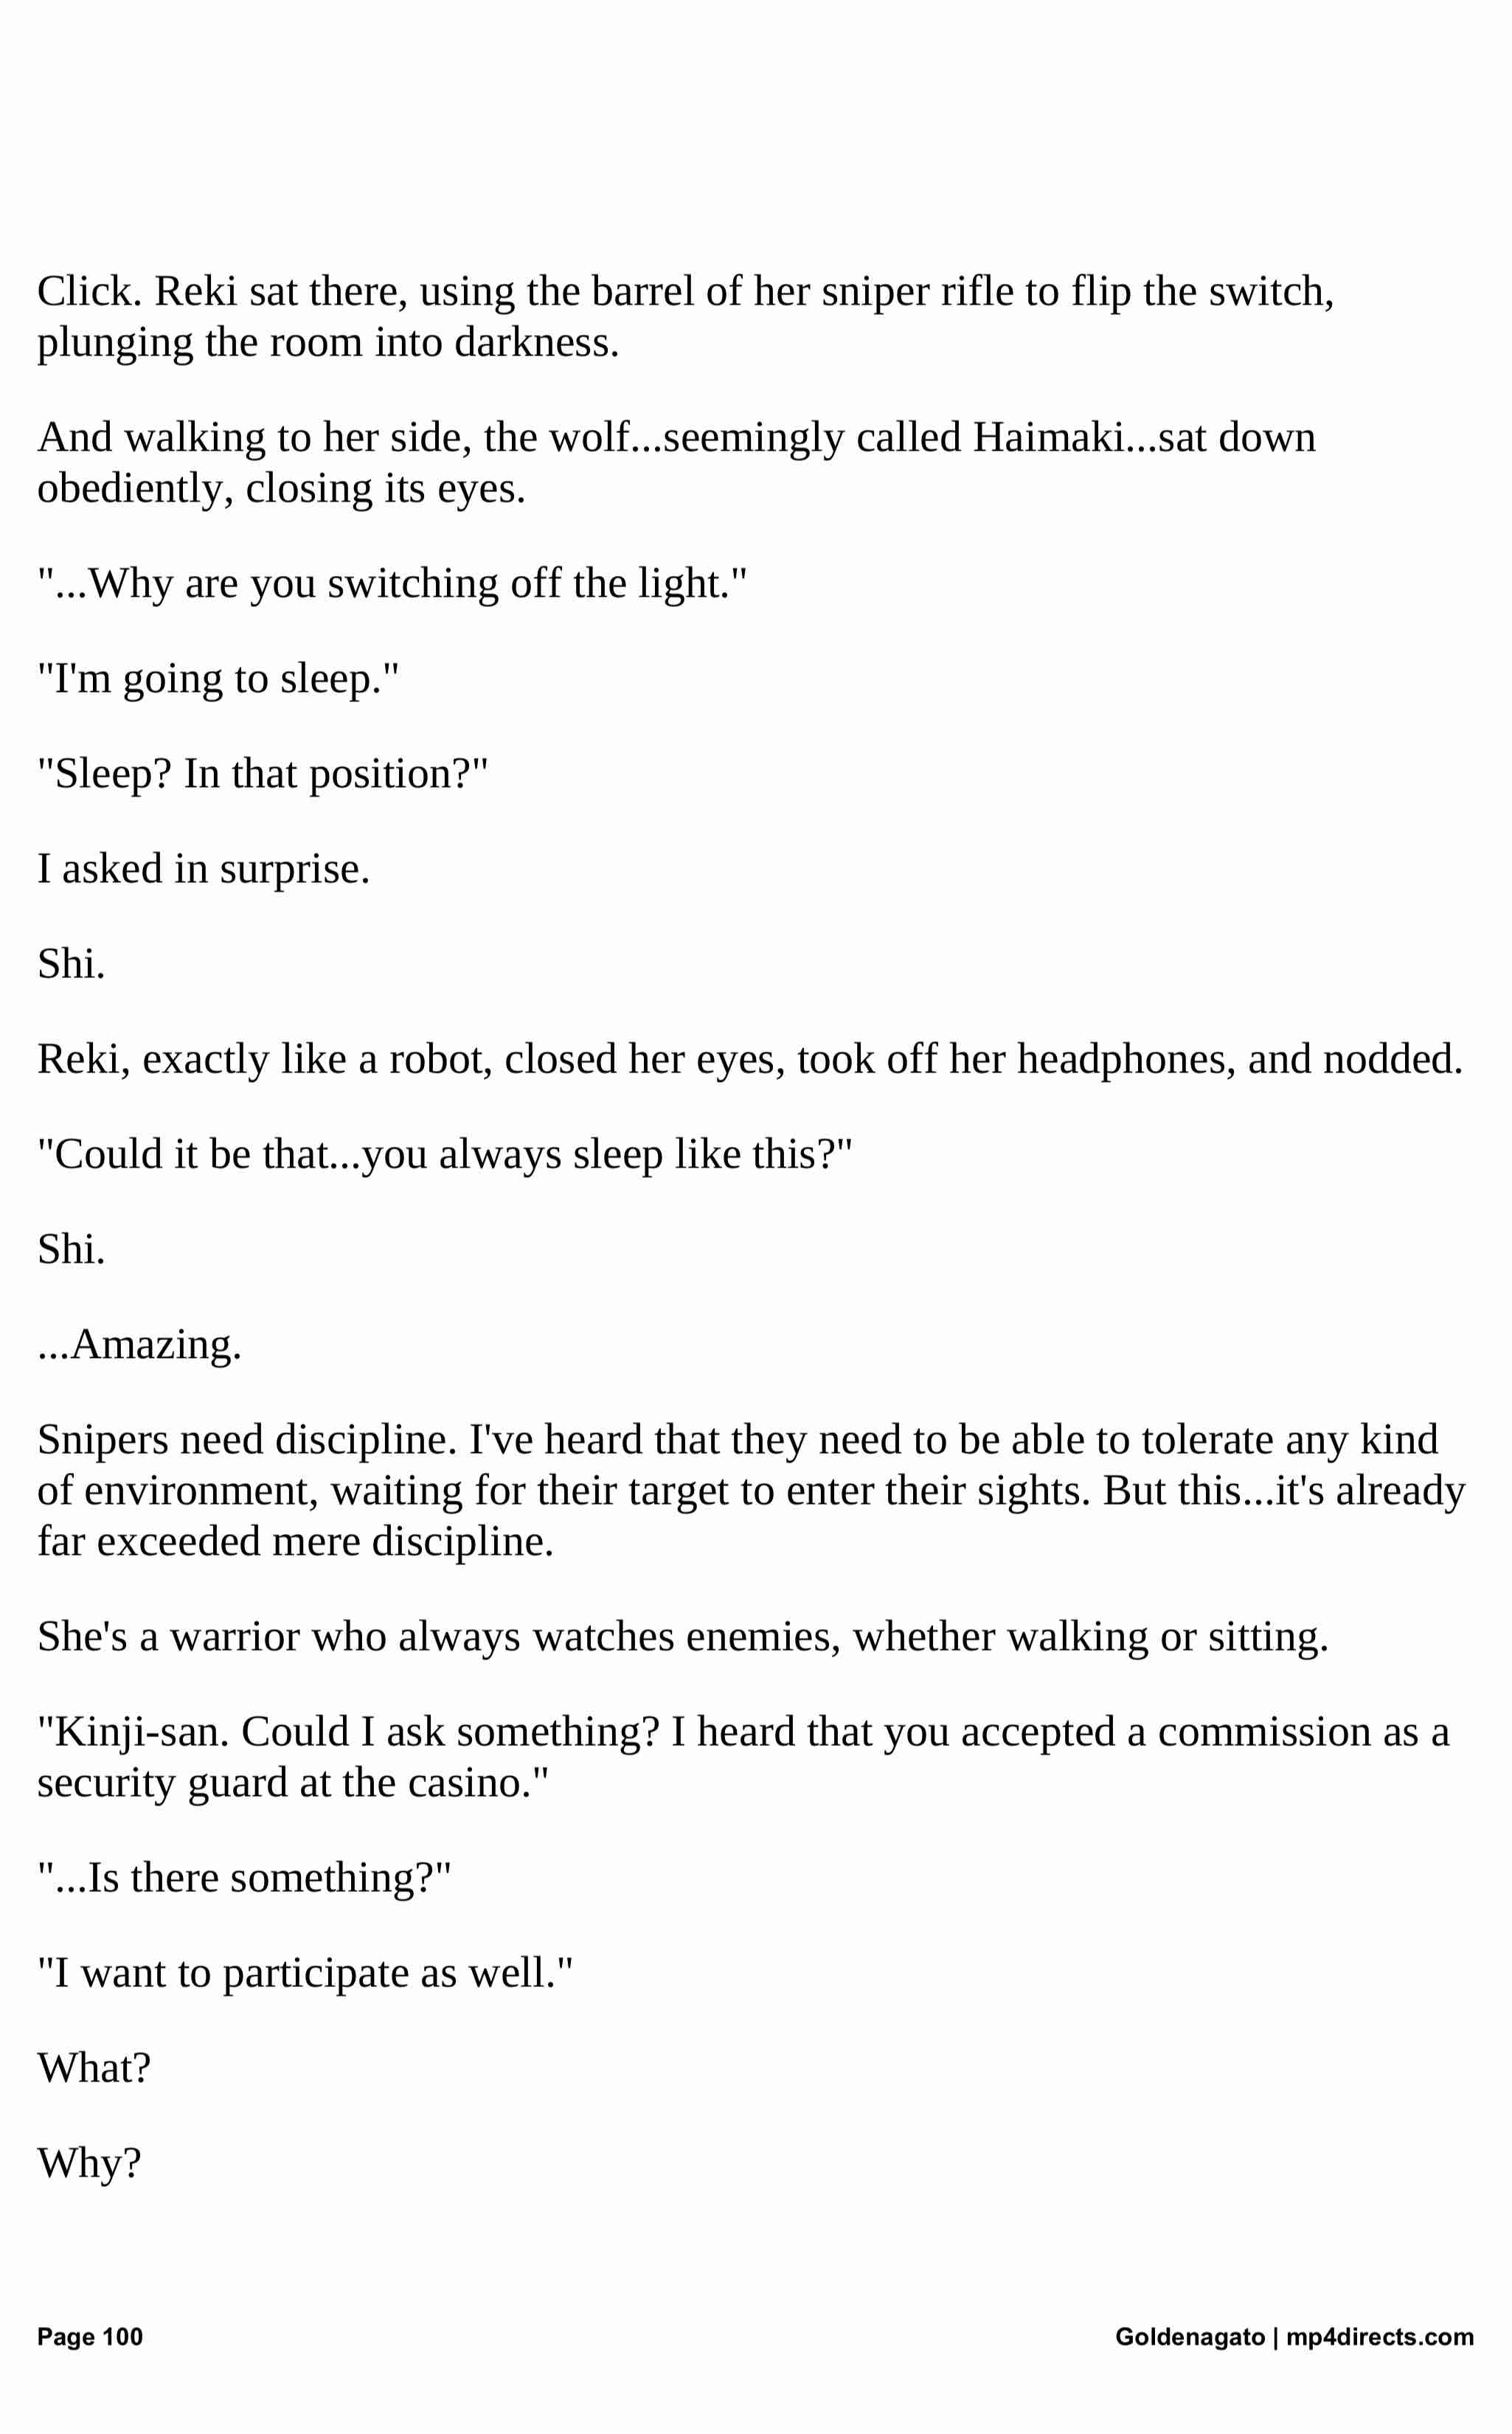 Click. Reki sat there, using the barrel of her sniper rifle to flip the switch,
plunging the room into darkness.
And walking to her side, the wolf...seemingly called Haimaki...sat down
obediently, closing its eyes.
"...Why are you switching off the light."
"I'm going to sleep."
"Sleep? In that position?"
I asked in surprise.
Shi.
Reki, exactly like a robot, closed her eyes, took off her headphones, and nodded.
"Could it be that...you always sleep like this?"
Shi.
...Amazing.
Snipers need discipline. I've heard that they need to be able to tolerate any kind
of environment, waiting for their target to enter their sights. But this...it's already
far exceeded mere discipline.
She's a warrior who always watches enemies, whether walking or sitting.
"Kinji-san. Could I ask something? I heard that you accepted a commission as a
security guard at the casino."
"...Is there something?"
"I want to participate as well."
What?
Why?
Page 100
Goldenagato | mp4directs.com